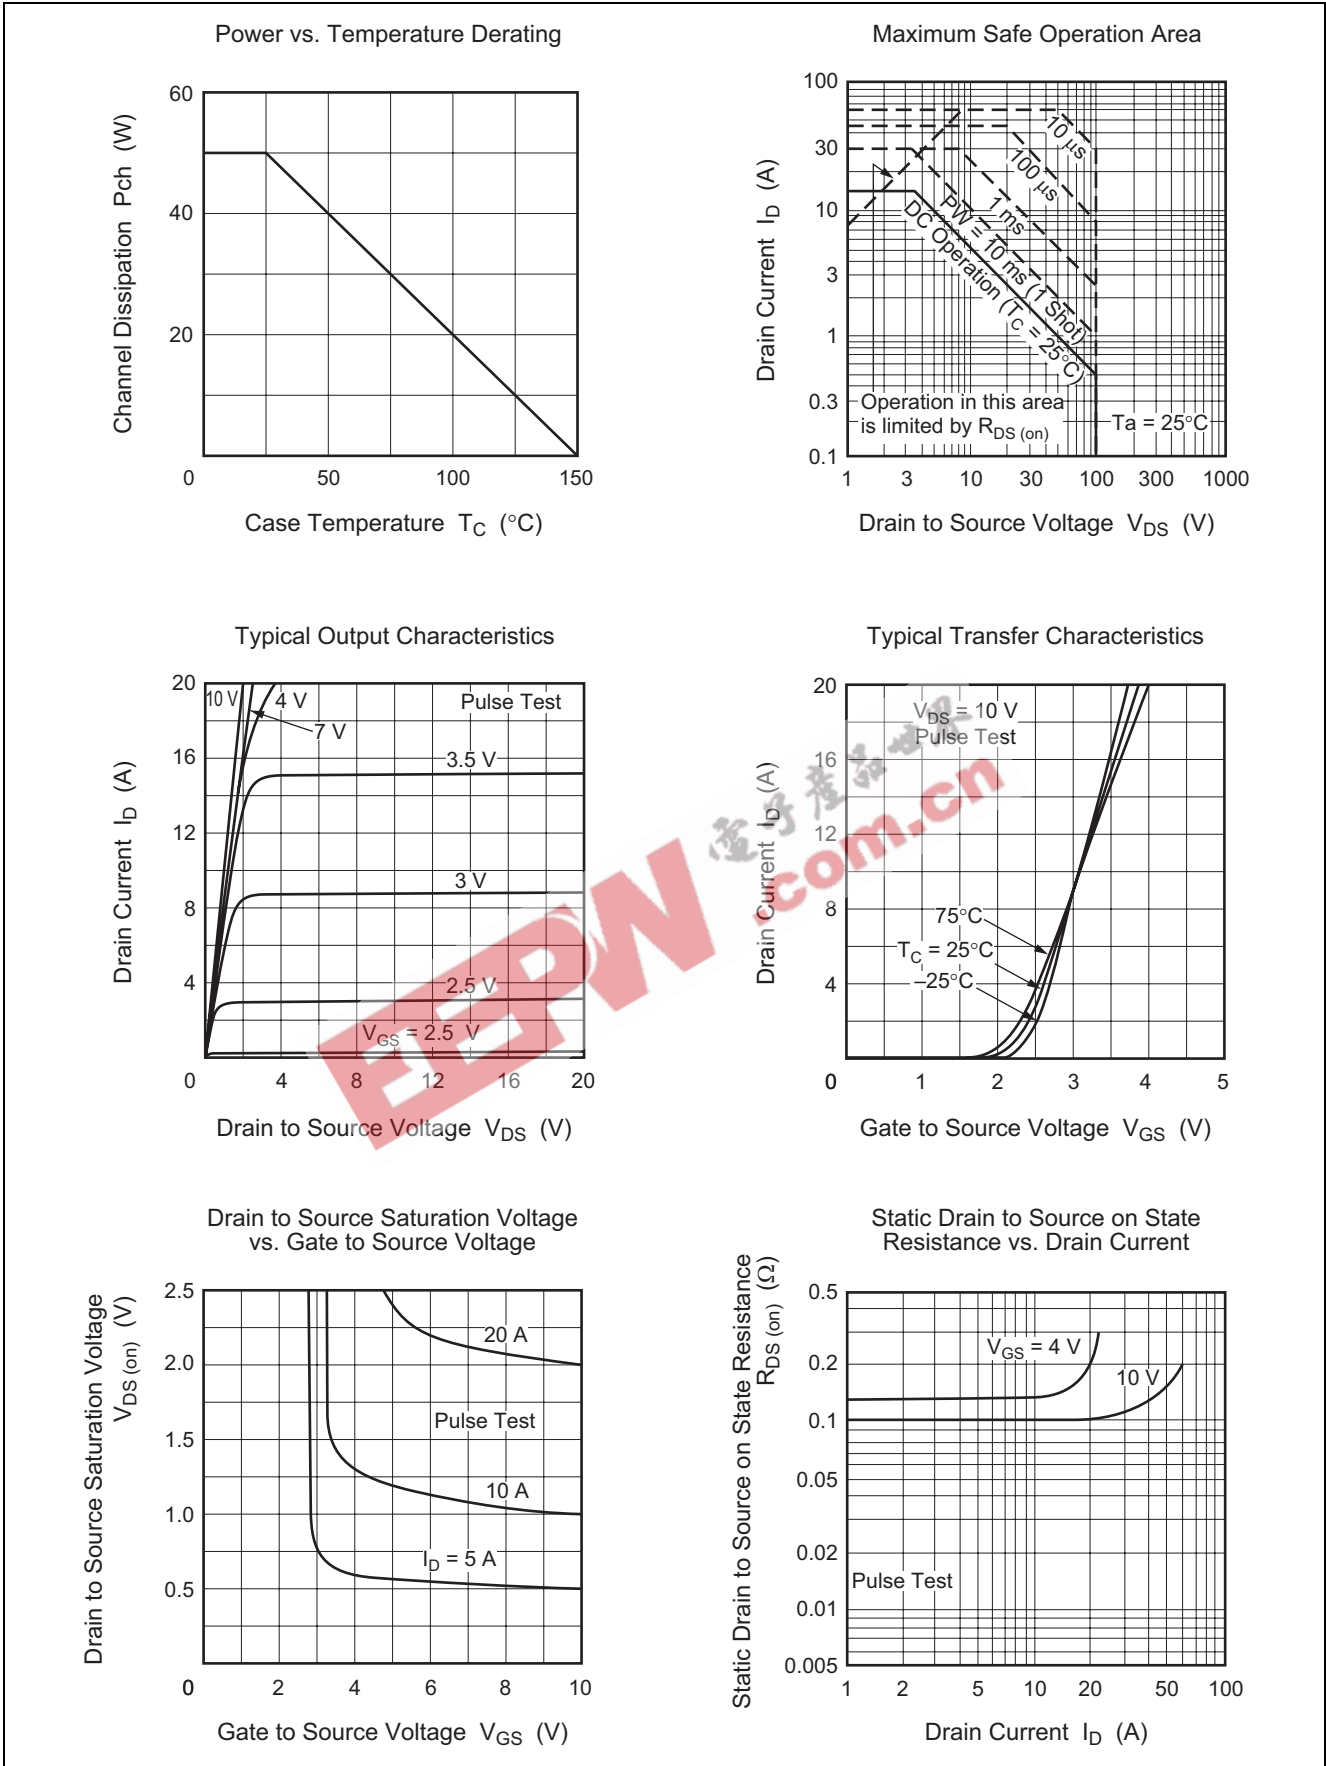 Power vs. Temperature Derating
Channel Dissipation Pch (W)
60
40
20
0
50
100
150
Case Temperature TC (°C)
Maximum Safe Operation Area
Drain Current ID (A)
100
30
10
3
1
0.3
0.1
10 μs
100 μs
1 ms
PW = 10 ms (1 Shot)
DC Operation (TC = 25°C)
Operation in this area
is limited by RDS (on)
Ta = 25°C
1
3
10
30
100
300
1000
Drain to Source Voltage VDS (V)
Typical Output Characteristics
Drain Current ID (A)
20
16
12
8
4
10 V
4 V
7 V
Pulse Test
3.5 V
3 V
2.5 V
VGS = 2.5 V
0
4
8
12
16
20
Drain to Source Voltage VDS (V)
Typical Transfer Characteristics
Drain Current ID (A)
20
16
12
8
4
VDS = 10 V
Pulse Test
75°C
TC = 25°C
–25°C
0
1
2
3
4
5
Gate to Source Voltage VGS (V)
EEPW
電子產品世界
.com.cn
Drain to Source Saturation Voltage
vs. Gate to Source Voltage
Drain to Source Saturation Voltage
VDS (on) (V)
2.5
2.0
1.5
1.0
0.5
20 A
Pulse Test
10 A
ID = 5 A
0
2
4
6
8
10
Gate to Source Voltage VGS (V)
Static Drain to Source on State
Resistance vs. Drain Current
Static Drain to Source on State Resistance
RDS (on) (Ω)
0.5
0.2
0.1
0.05
0.02
0.01
0.005
VGS = 4 V
10 V
Pulse Test
1
2
5
10
20
50
100
Drain Current ID (A)